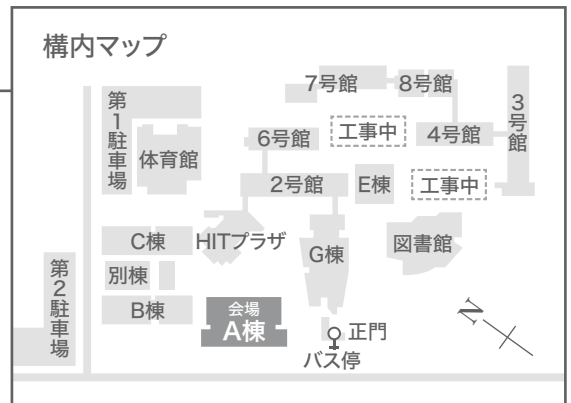 構内マップ
7号館
8号館
3号館
第1駐車場
6号館
工事中
4号館
体育館
2号館
E棟
工事中
C棟
HITプラザ
G棟
図書館
別棟
第2駐車場
B棟
会場
A棟
正門
バス停
N